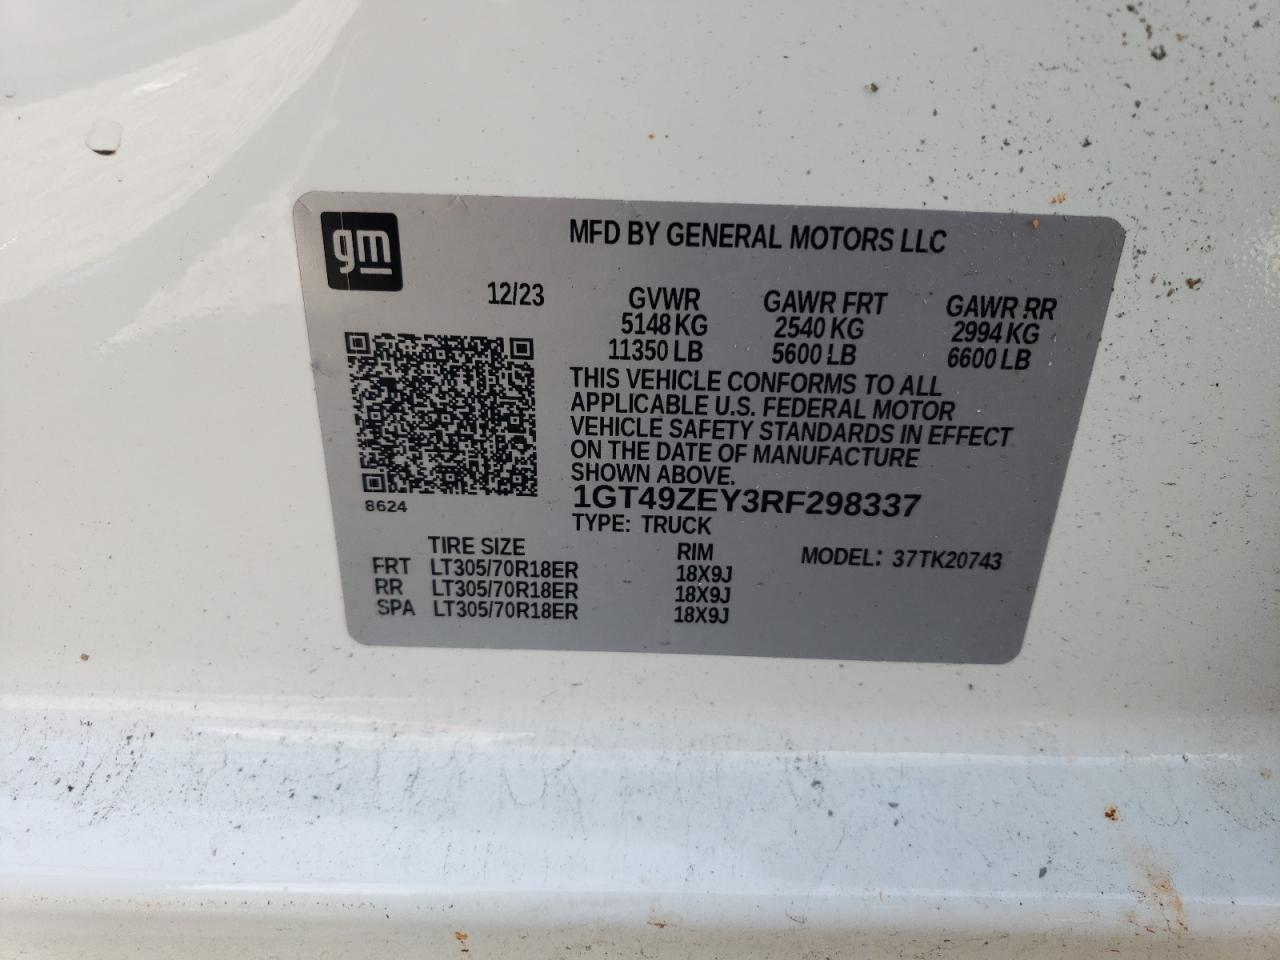 gm
MFD BY GENERAL MOTORS LLC
12/23
GVWR GAWR FRT GAWR RR
5148 KG 2540 KG 2994 KG
11350 LB 5600 LB 6600 LB
THIS VEHICLE CONFORMS TO ALL
APPLICABLE U.S. FEDERAL MOTOR
VEHICLE SAFETY STANDARDS IN EFFECT
ON THE DATE OF MANUFACTURE
SHOWN ABOVE.
8624
1GT49ZEY3RF298337
TYPE: TRUCK
TIRE SIZE RIM MODEL: 37TK20743
FRT LT305/70R18ER 18X9J
RR LT305/70R18ER 18X9J
SPA LT305/70R18ER 18X9J